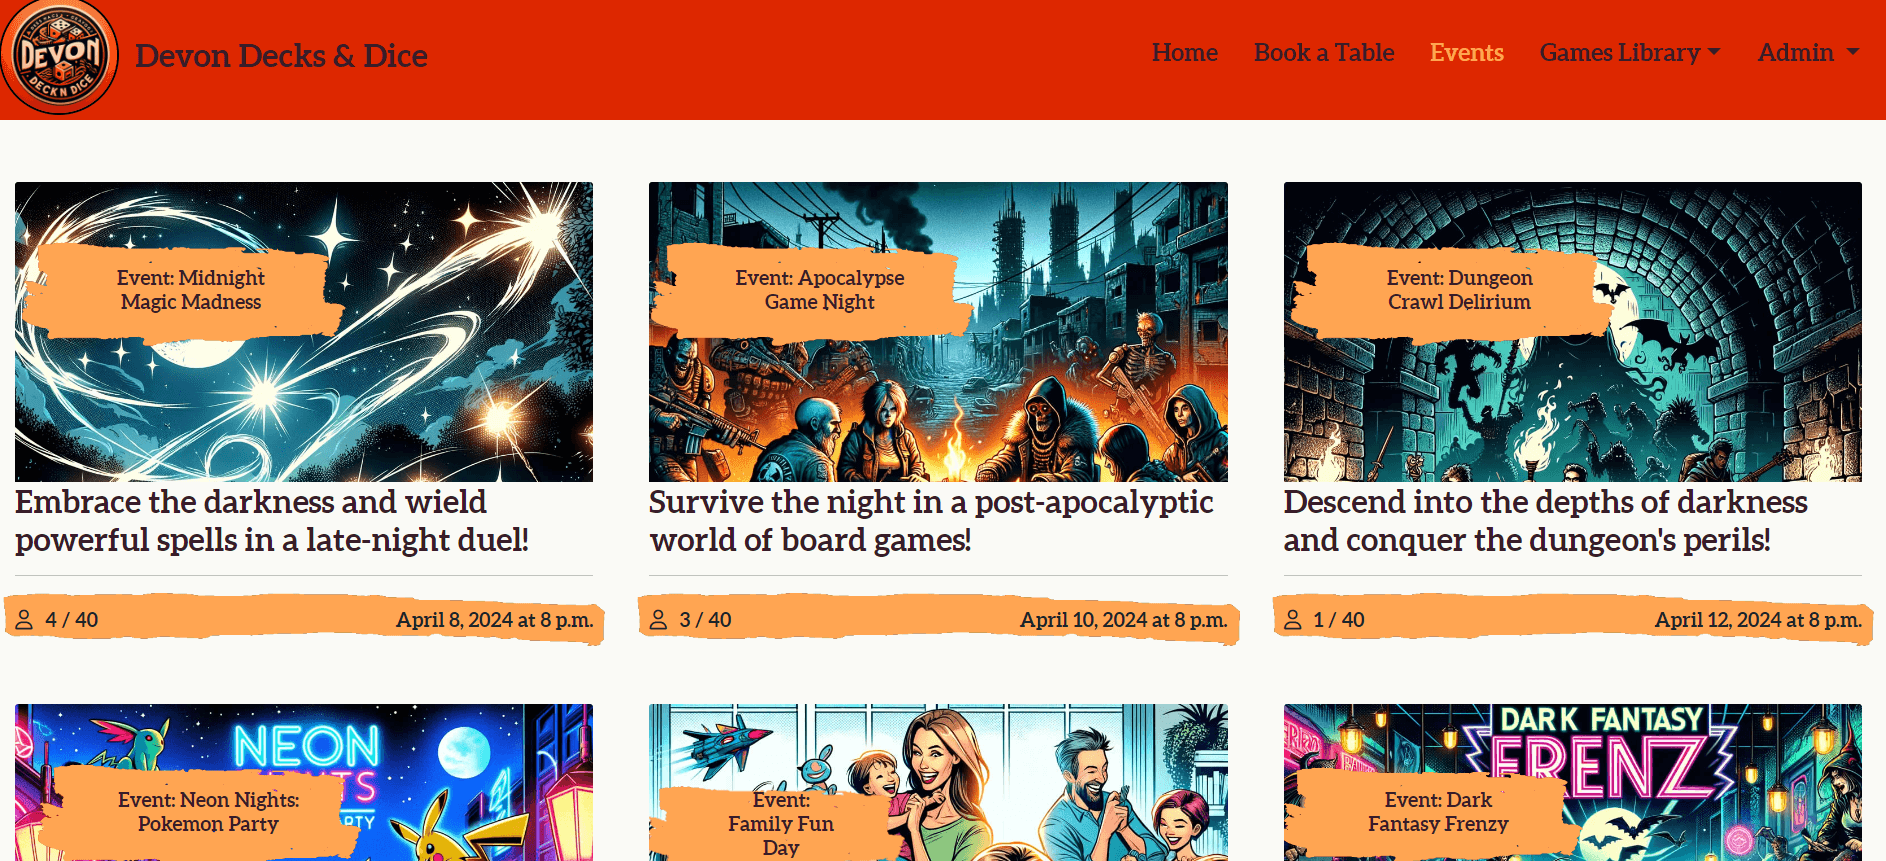 DEVON
DECK N DICE
Devon Decks & Dice
Home
Book a Table
Events
Games Library
Admin
Event: Midnight
Magic Madness
Event: Apocalypse
Game Night
Event: Dungeon
Crawl Delirium
Embrace the darkness and wield
powerful spells in a late-night duel!
Survive the night in a post-apocalyptic
world of board games!
Descend into the depths of darkness
and conquer the dungeon's perils!
4 / 40
April 8, 2024 at 8 p.m.
3 / 40
April 10, 2024 at 8 p.m.
1 / 40
April 12, 2024 at 8 p.m.
NEON
Event: Neon Nights:
Pokemon Party
Event:
Family Fun
Day
DARK FANTASY
FRENZ
Event: Dark
Fantasy Frenzy